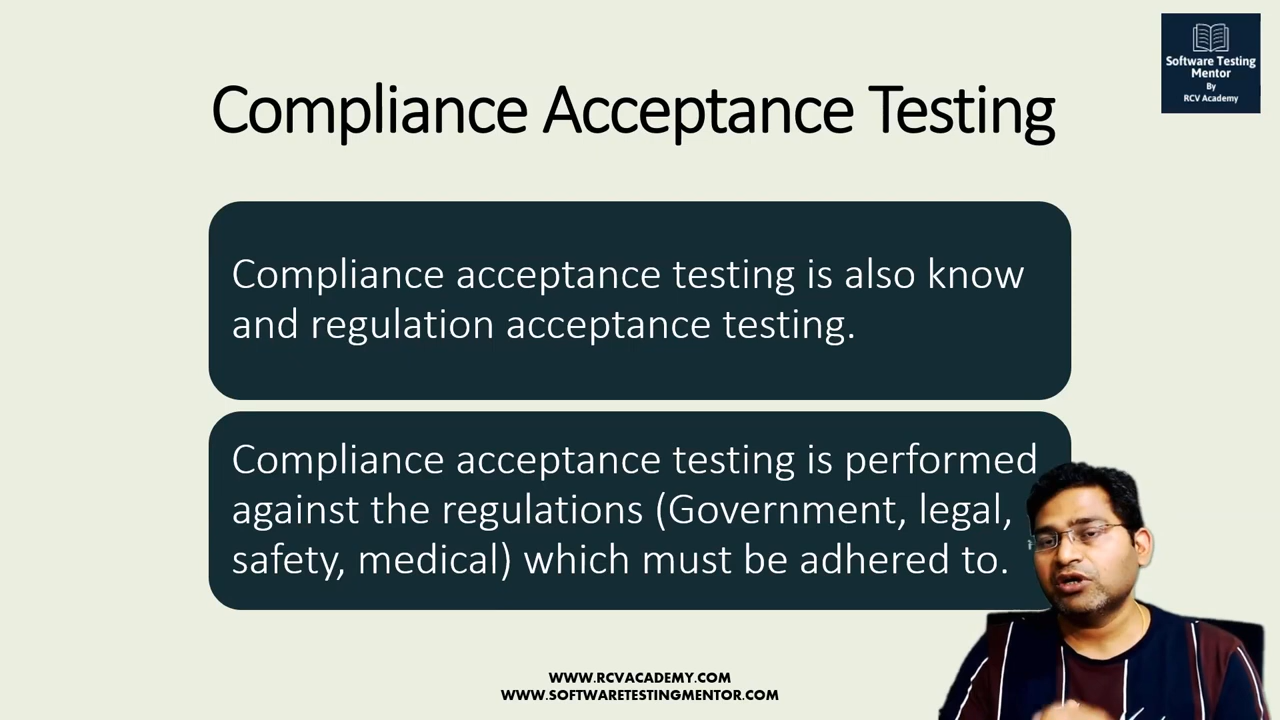 Software Testing
Mentor
By
RCV Academy
Compliance Acceptance Testing
Compliance acceptance testing is also know
and regulation acceptance testing.
Compliance acceptance testing is performed
against the regulations (Government, legal,
safety, medical) which must be adhered to.
WWW.RCVACADEMY.COM
WWW.SOFTWARETESTINGMENTOR.COM